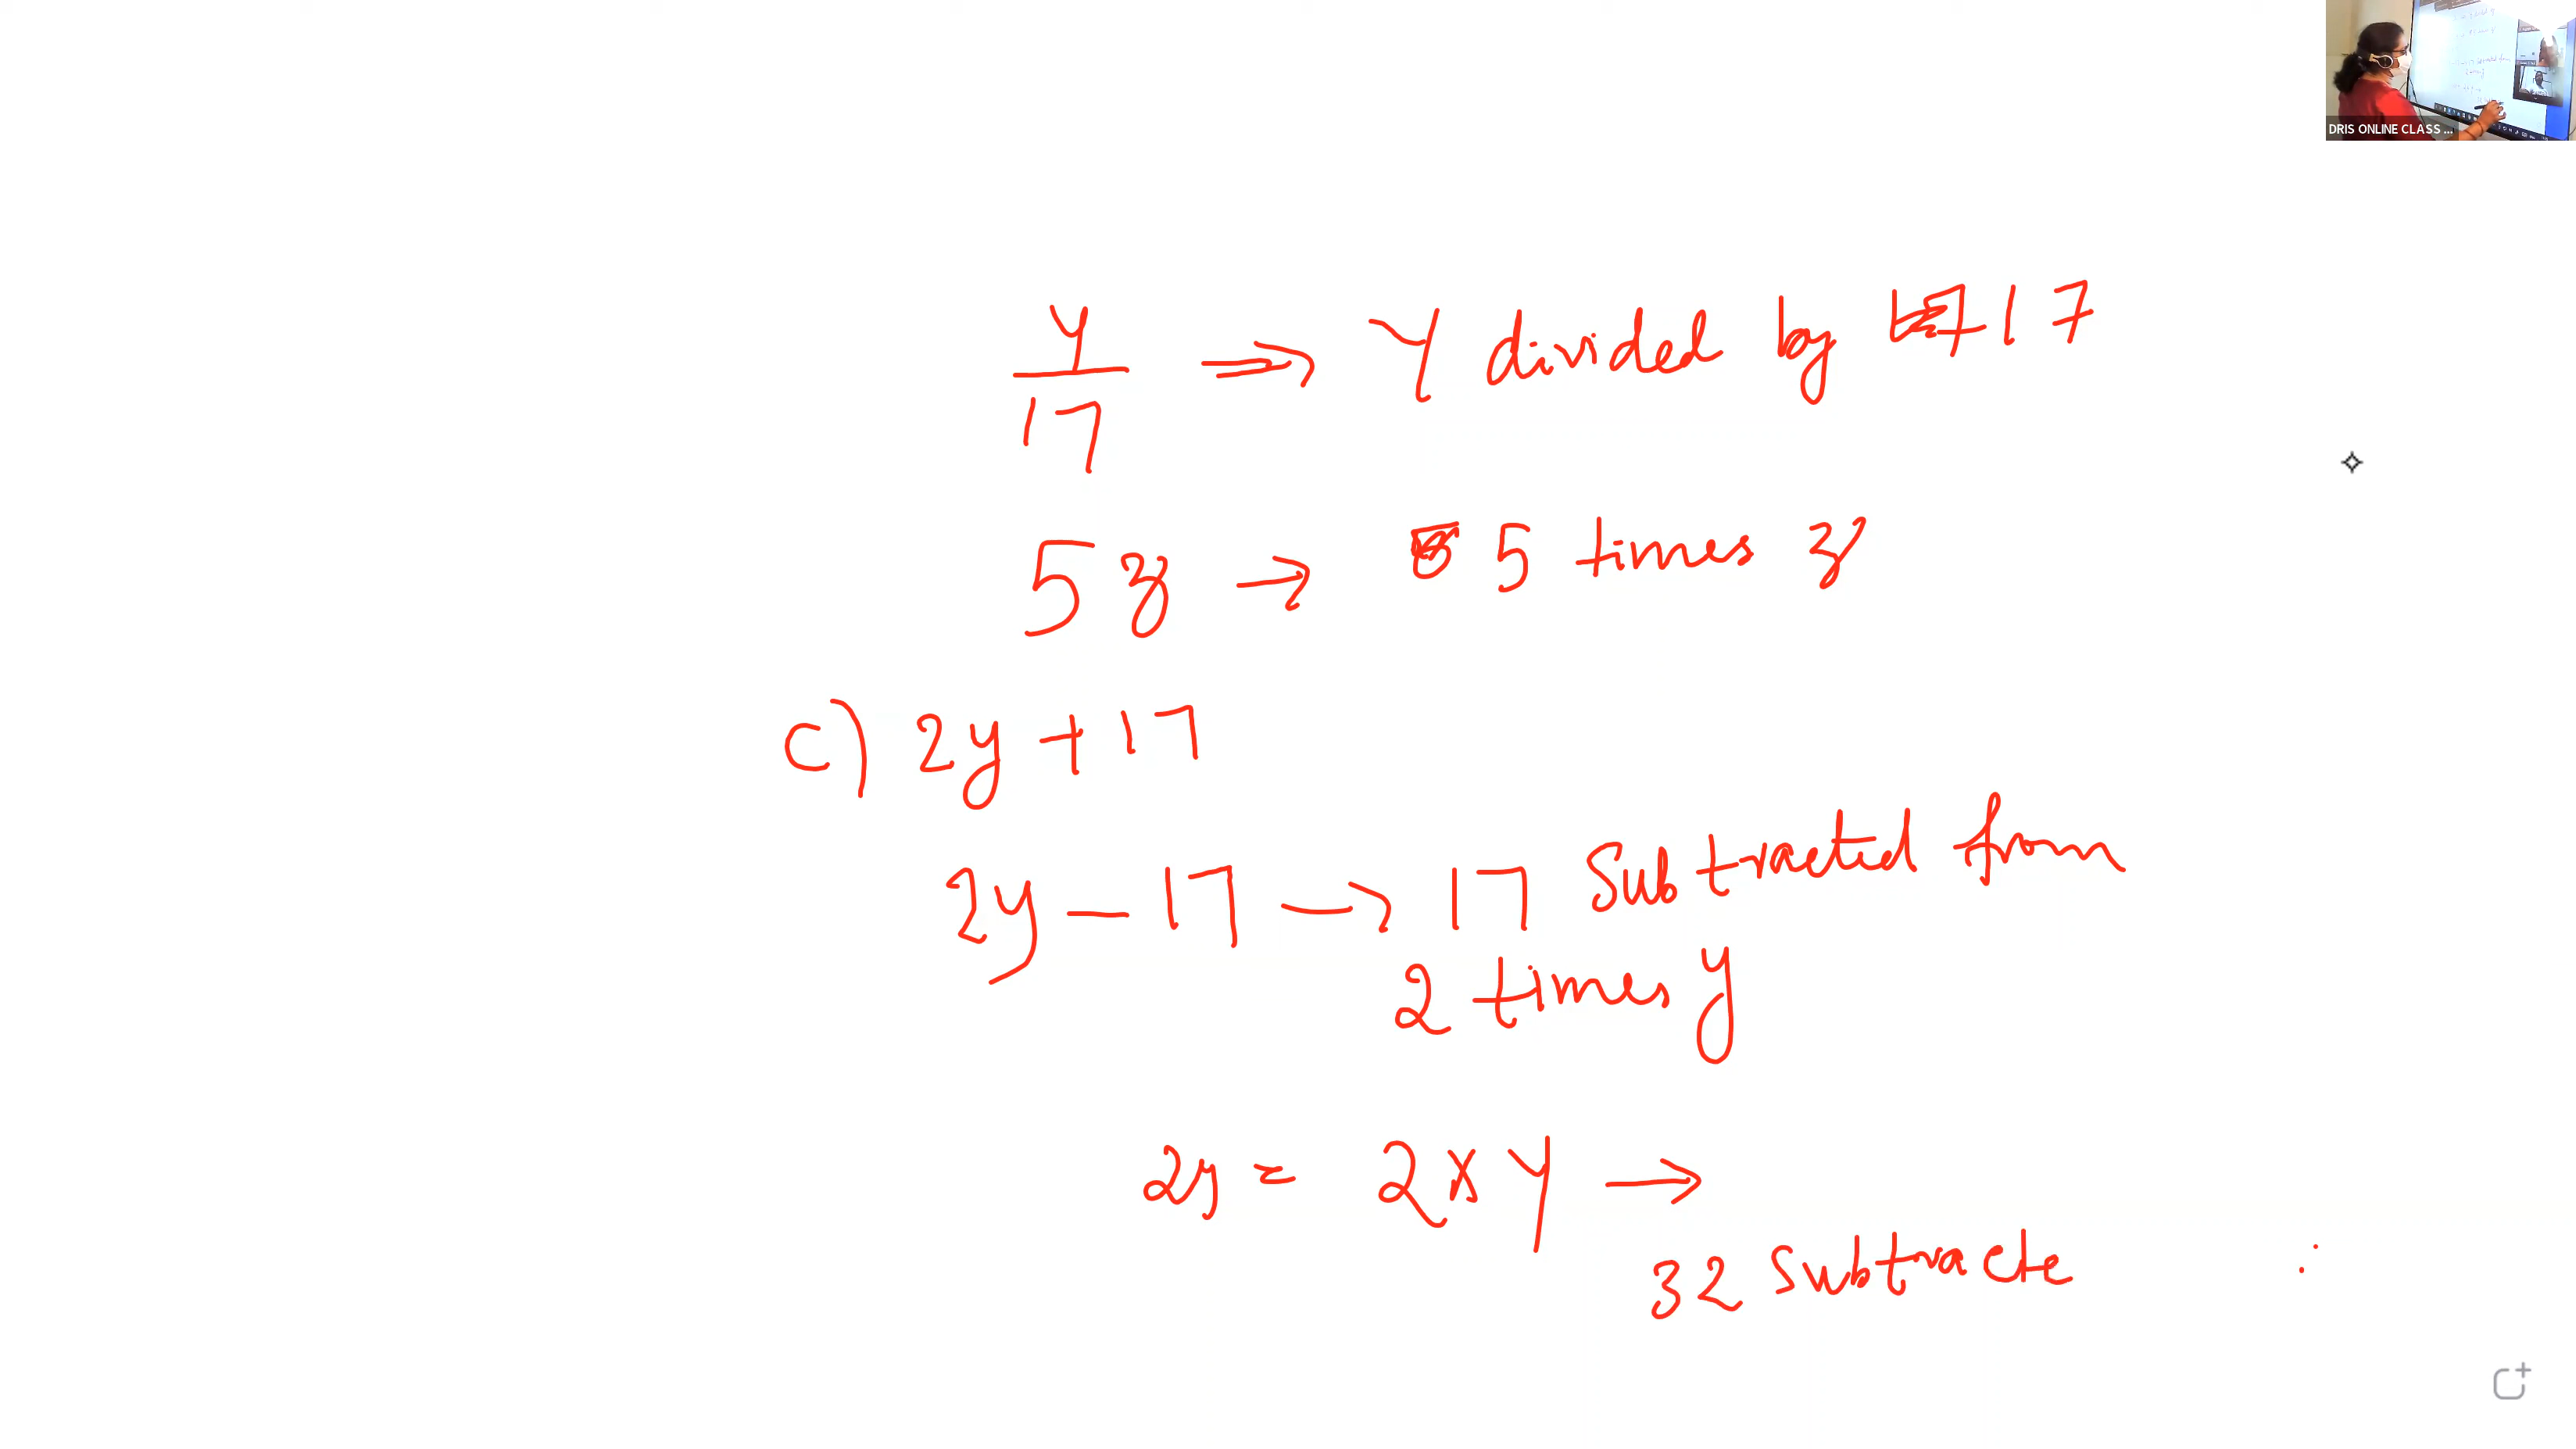 DRIS ONLINE CLASS ...
y/17 ⇒ Y divided by 17
5z → 5 times z
C) 2y + 17
2y - 17 → 17 Subtracted from
2 times y
2y = 2 x Y →
32 Subtracte